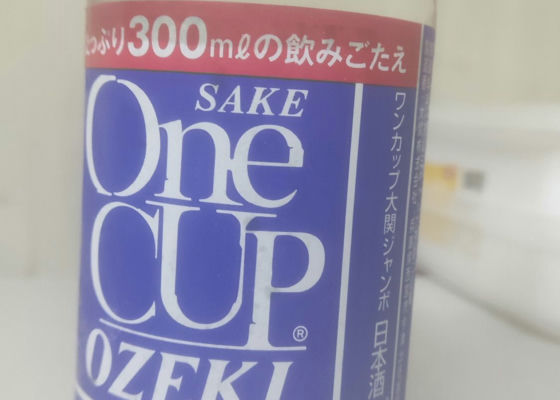 たっぷり300mlの飲みごたえ
SAKE
One
CUP
®
OZEKI
ワンカップ大関ジャンボ 日本酒